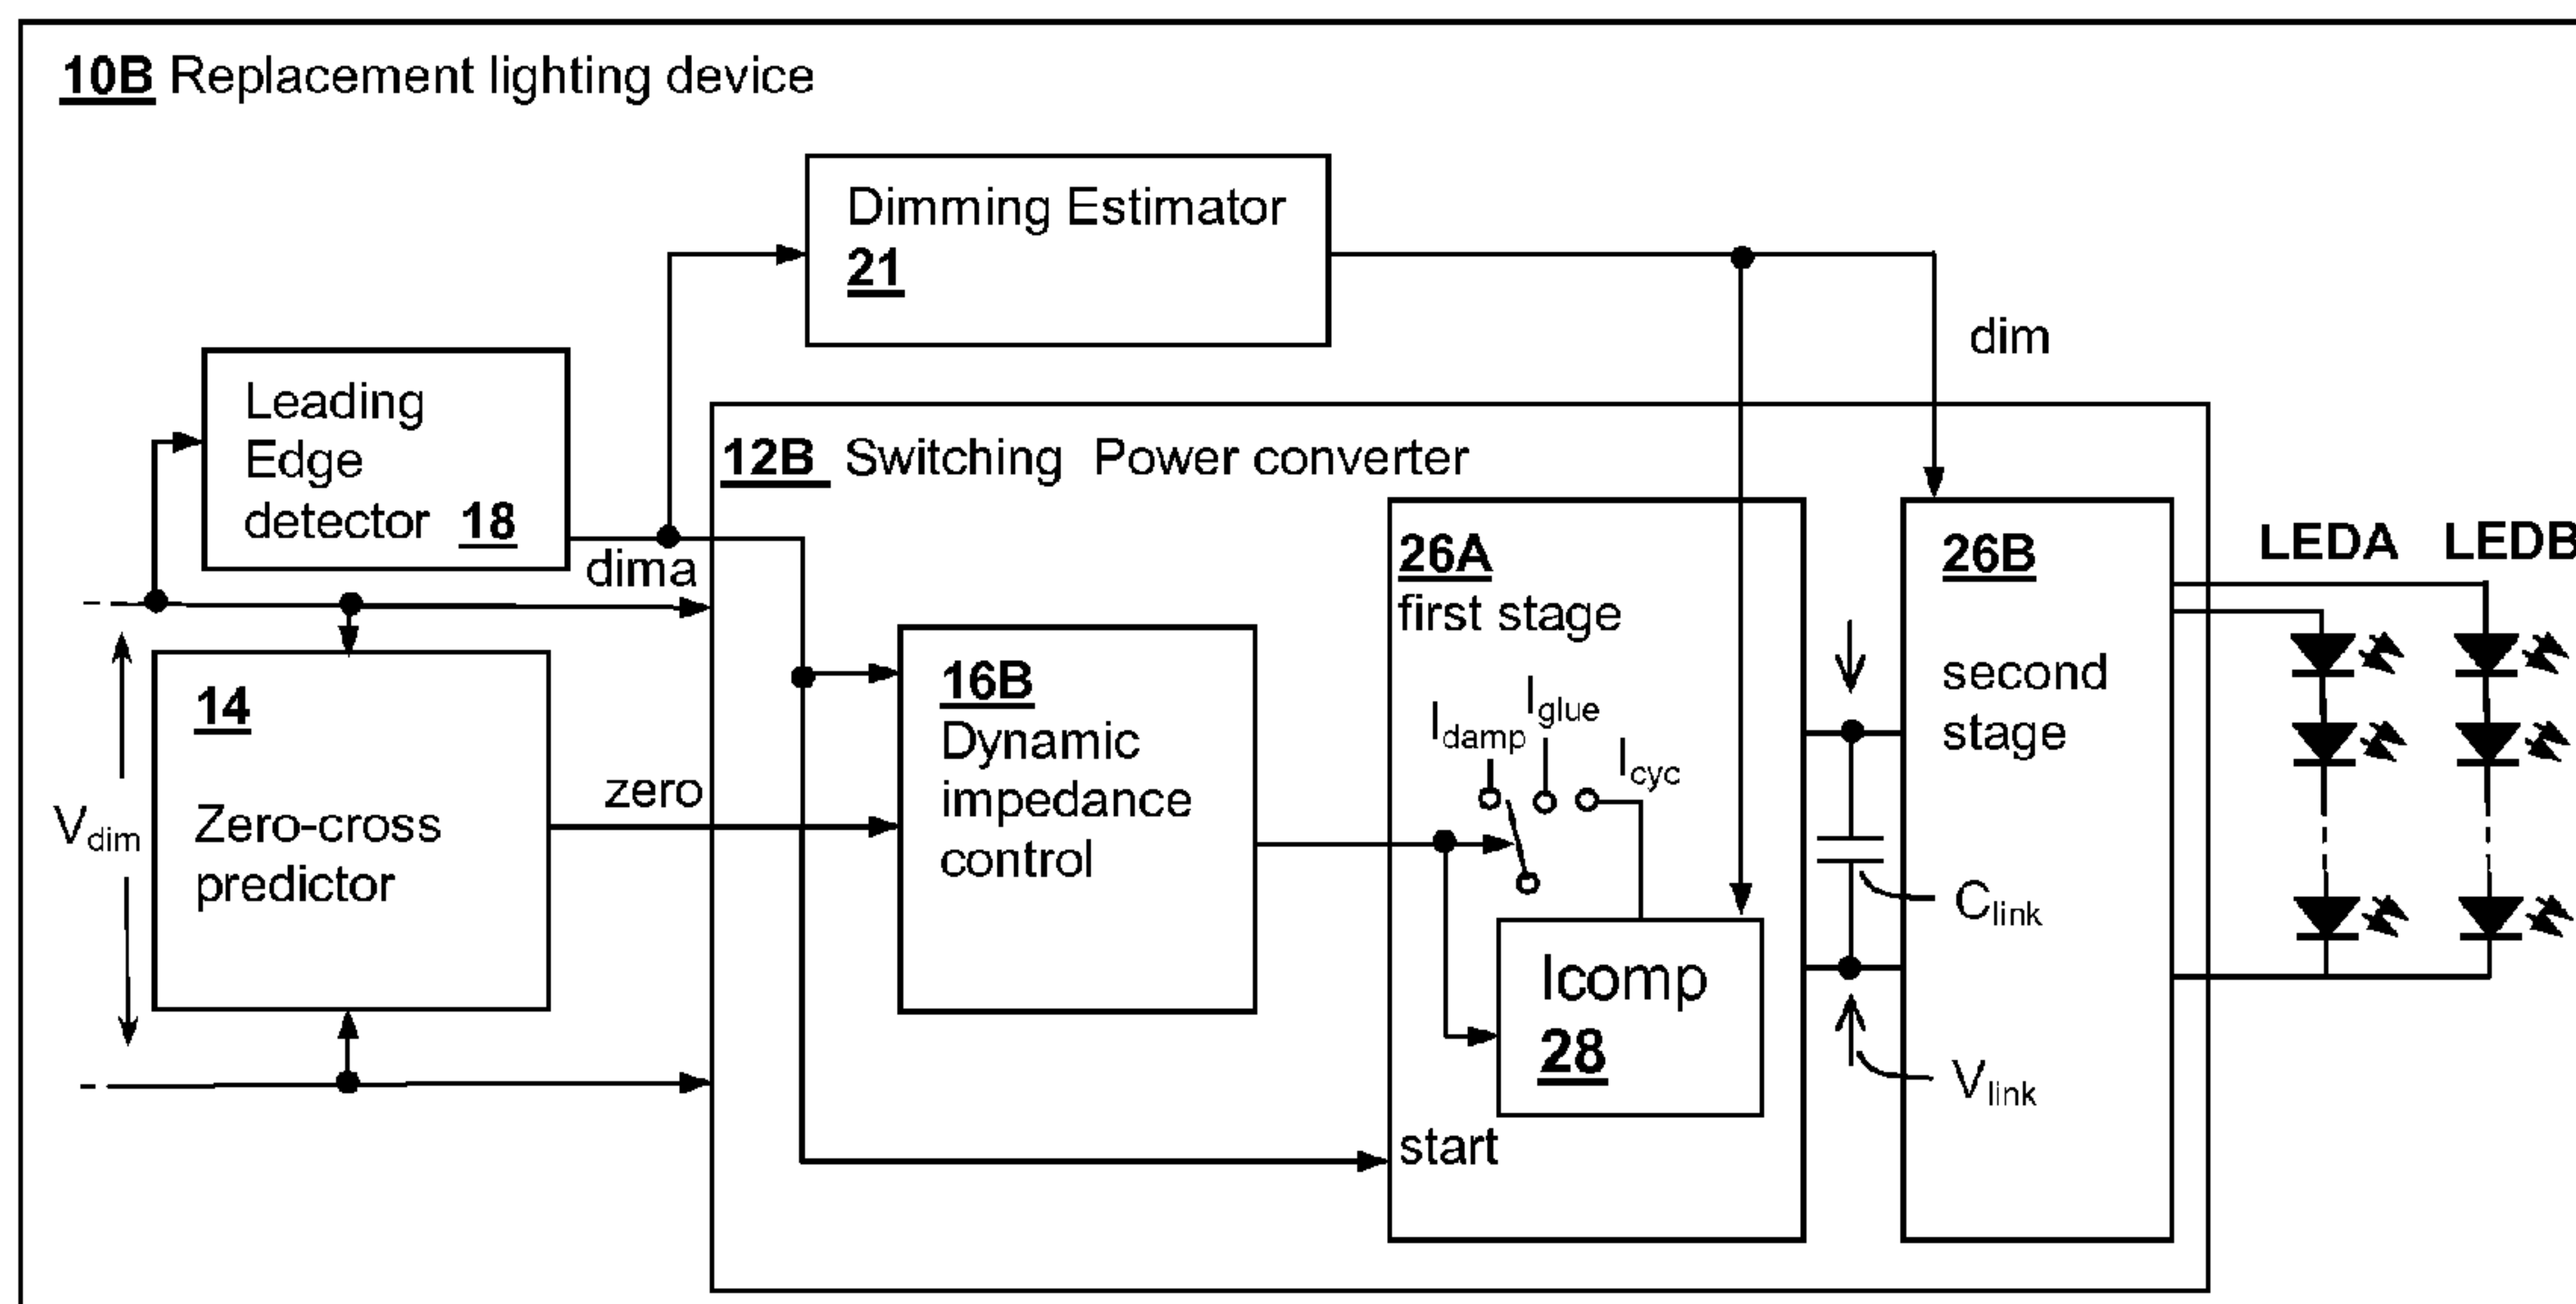 10B Replacement lighting device
Dimming Estimator
21
dim
Leading
Edge
detector 18
dima
12B Switching Power converter
26A
first stage
26B
second
stage
LEDA LEDB
14
Zero-cross
predictor
Vdim
zero
16B
Dynamic
impedance
control
Idamp
Iglue
Icyc
Icomp
28
start
Clink
Vlink